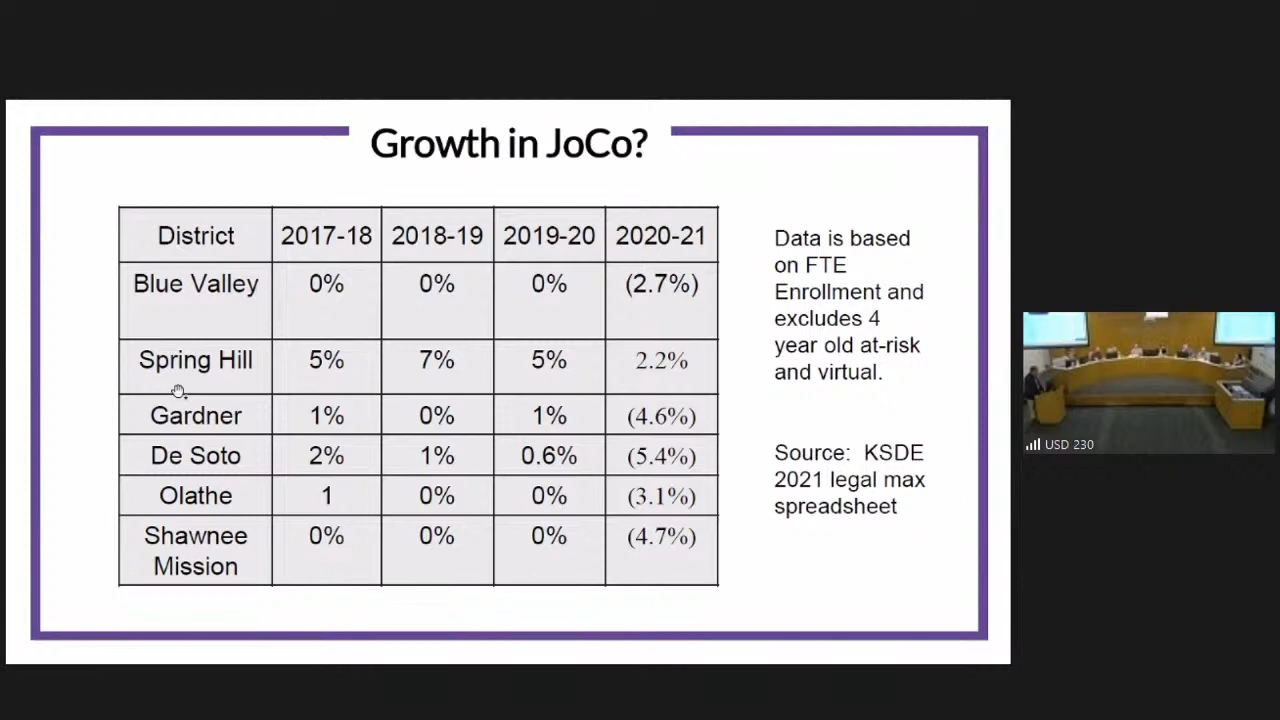 Growth in JoCo?
District 2017-18 2018-19 2019-20 2020-21
Blue Valley 0% 0% 0% (2.7%)
Spring Hill 5% 7% 5% 2.2%
Gardner 1% 0% 1% (4.6%)
De Soto 2% 1% 0.6% (5.4%)
Olathe 1 0% 0% (3.1%)
Shawnee 0% 0% 0% (4.7%)
Mission
Data is based
on FTE
Enrollment and
excludes 4
year old at-risk
and virtual.
Source: KSDE
2021 legal max
spreadsheet
USD 230